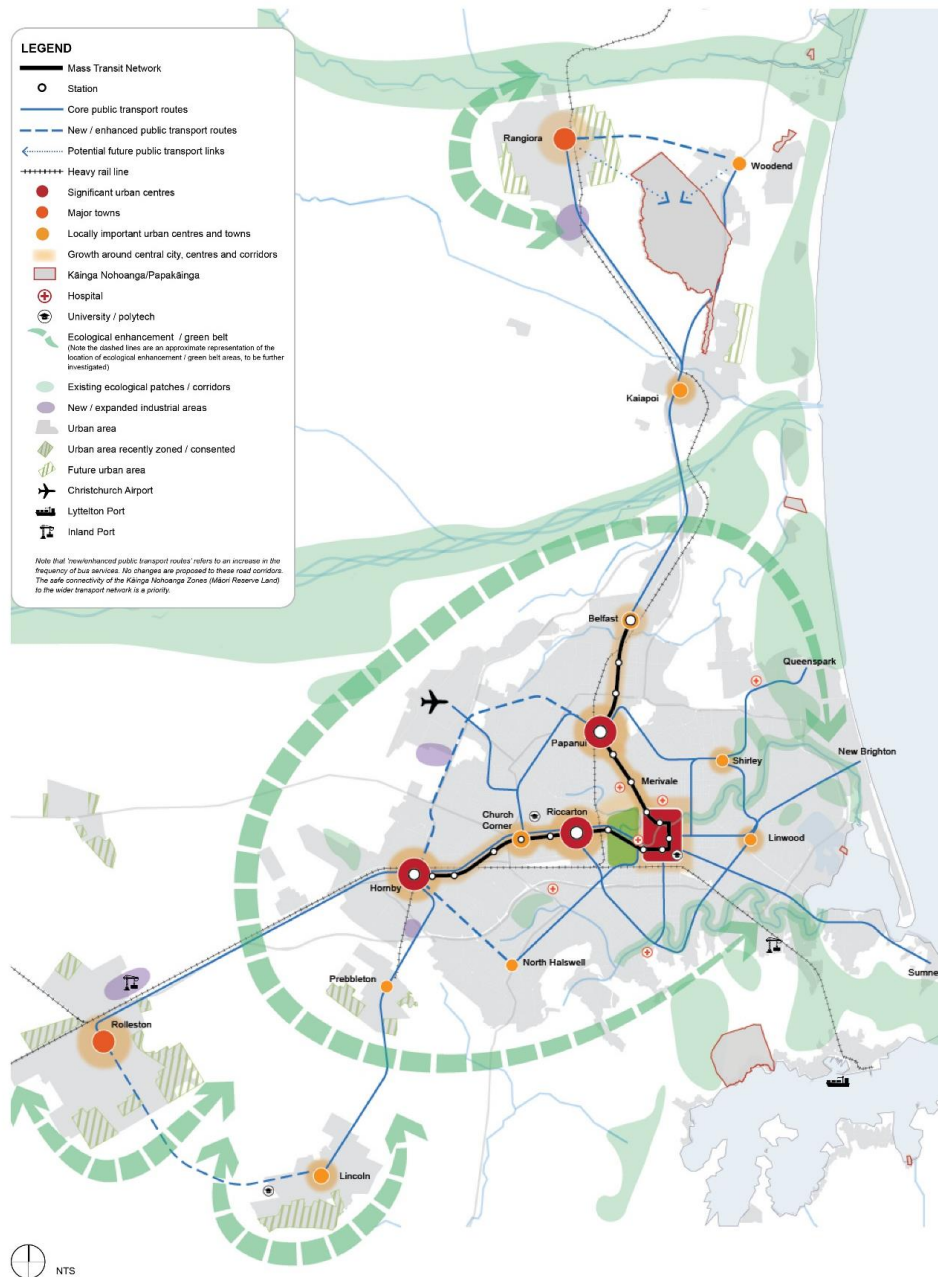 LEGEND
Mass Transit Network
Station
Core public transport routes
New / enhanced public transport routes
Potential future public transport links
Heavy rail line
Significant urban centres
Major towns
Locally important urban centres and towns
Growth around central city, centres and corridors
Kāinga Nohoanga/Papakāinga
Hospital
University / polytech
Ecological enhancement / green belt
(Note the dashed lines are an approximate representation of the
location of ecological enhancement / green belt areas, to be further
investigated)
Existing ecological patches / corridors
New / expanded industrial areas
Urban area
Urban area recently zoned / consented
Future urban area
Christchurch Airport
Lyttelton Port
Inland Port
Note that 'new/enhanced public transport routes' refers to an increase in the
frequency of bus services. No changes are proposed to these road corridors.
The safe connectivity of the Kāinga Nohoanga Zones (Māori Reserve Land)
to the wider transport network is a priority.
Rangiora
Woodend
Kaiapoi
Belfast
Queenspark
Papanui
New Brighton
Shirley
Merivale
Church
Corner
Riccarton
Linwood
Hornby
North Halswell
Sumner
Prebbleton
Rolleston
Lincoln
NTS